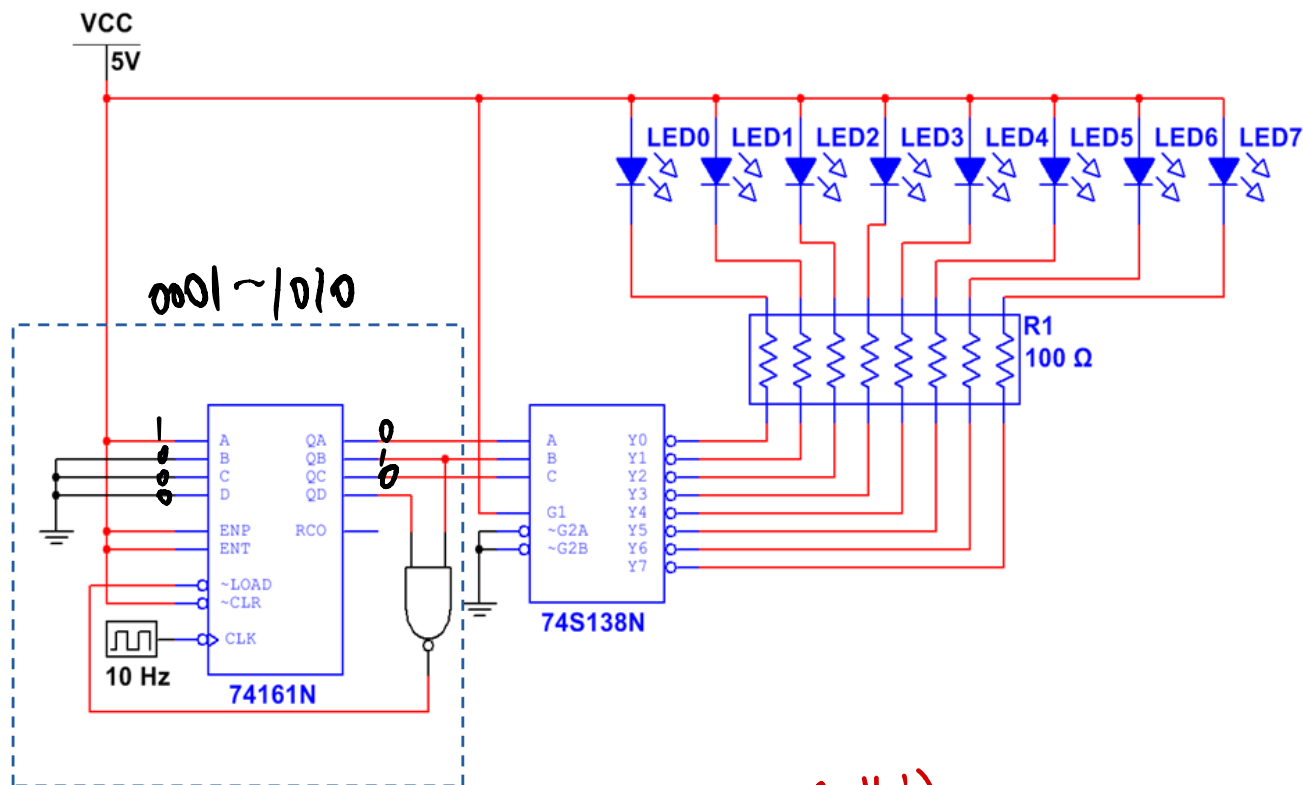 VCC
5V
LED0 LED1 LED2 LED3 LED4 LED5 LED6 LED7
0001~1010
R1
100 Ω
1 A QA 0 A Y0
0 B QB 1 B Y1
0 C QC 0 C Y2
0 D QD Y3
G1 Y4
ENP RCO ~G2A Y5
ENT ~G2B Y6
Y7
~LOAD
~CLR
74S138N
CLK
10 Hz
74161N